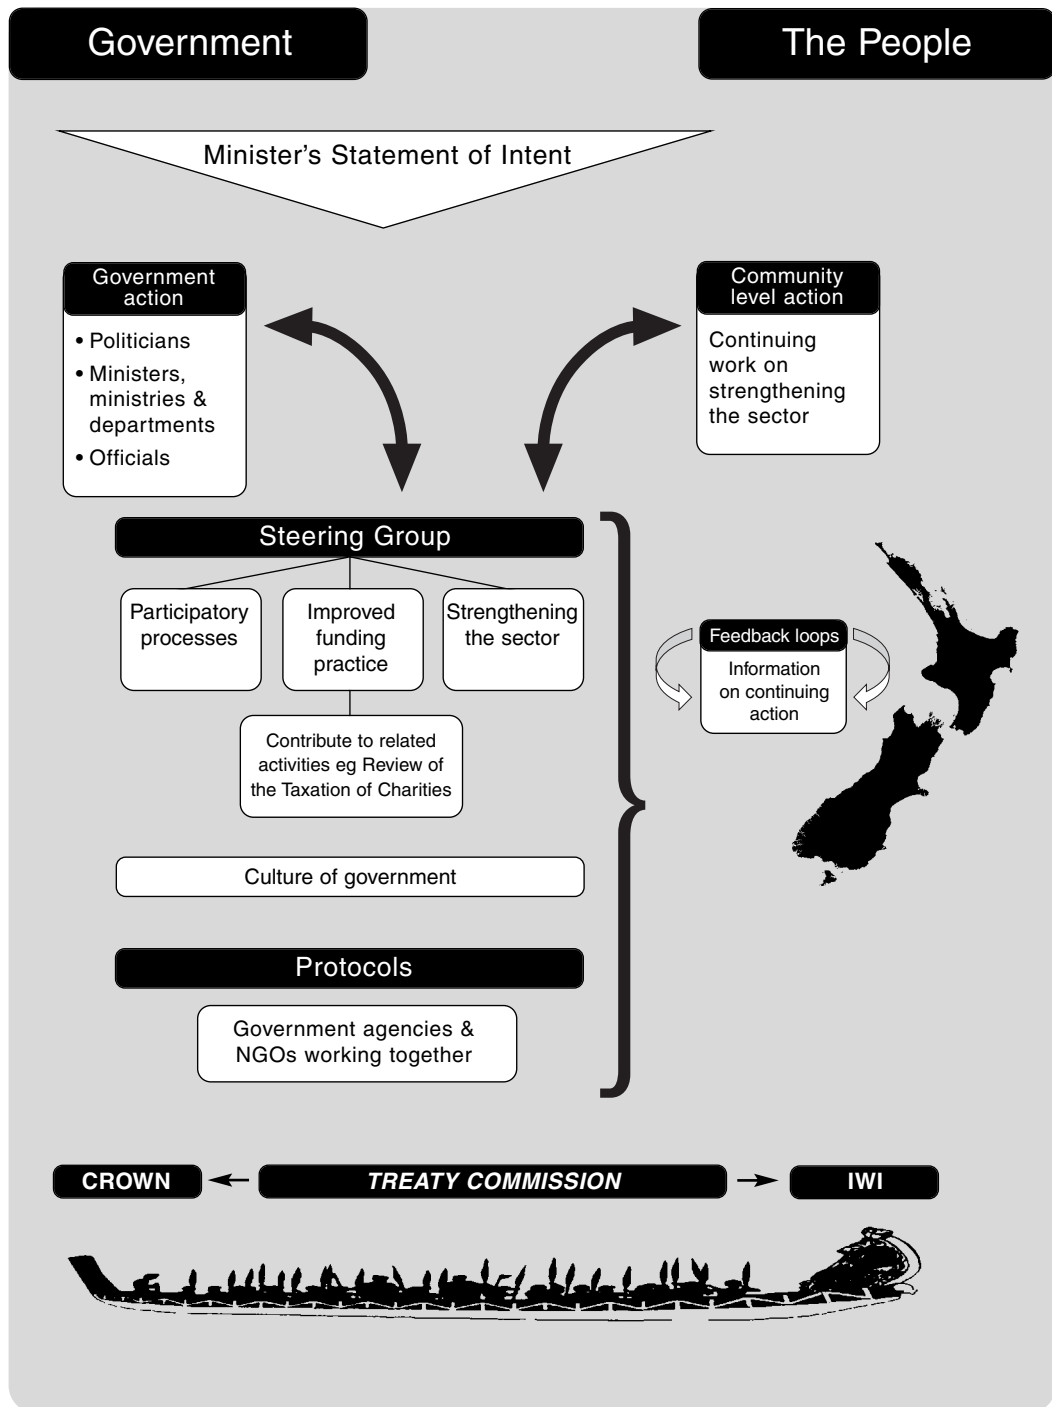 Government
The People
Minister’s Statement of Intent
Government
action
• Politicians
• Ministers,
ministries &
departments
• Officials
Community
level action
Continuing
work on
strengthening
the sector
Steering Group
Participatory
processes
Improved
funding
practice
Strengthening
the sector
Contribute to related
activities eg Review of
the Taxation of Charities
Feedback loops
Information
on continuing
action
Culture of government
Protocols
Government agencies &
NGOs working together
CROWN
TREATY COMMISSION
IWI